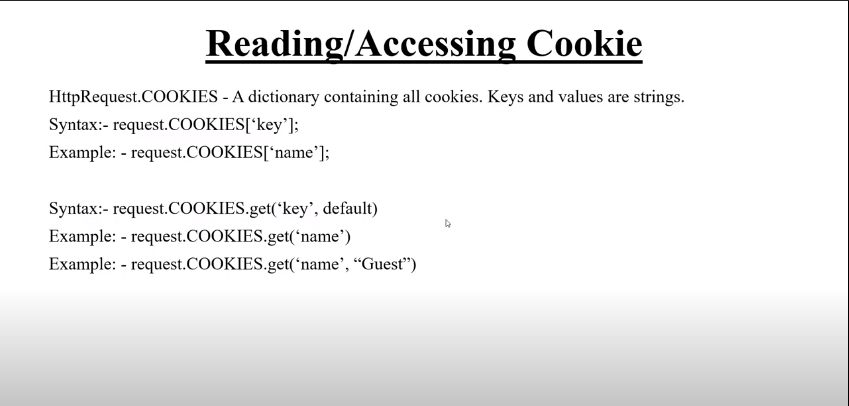 Reading/Accessing Cookie
HttpRequest.COOKIES - A dictionary containing all cookies. Keys and values are strings.
Syntax:- request.COOKIES[‘key’];
Example: - request.COOKIES[‘name’];
Syntax:- request.COOKIES.get(‘key’, default)
Example: - request.COOKIES.get(‘name’)
Example: - request.COOKIES.get(‘name’, “Guest”)